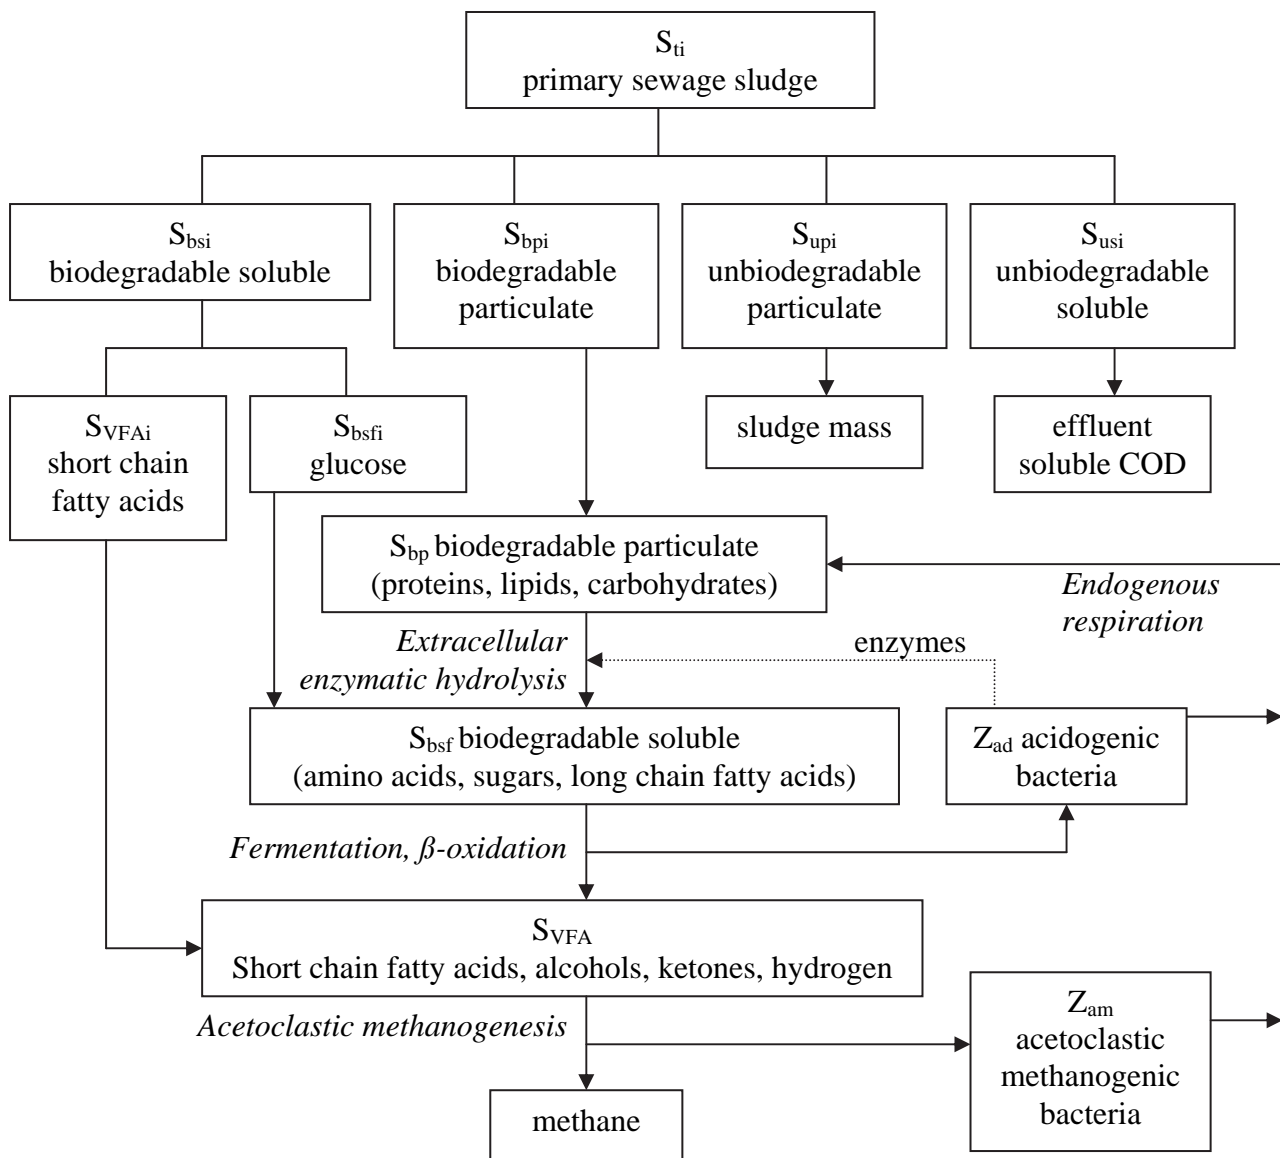 S_ti
primary sewage sludge
S_bsi
biodegradable soluble
S_bpi
biodegradable
particulate
S_upi
unbiodegradable
particulate
S_usi
unbiodegradable
soluble
S_VFAi
short chain
fatty acids
S_bsfi
glucose
sludge mass
effluent
soluble COD
S_bp biodegradable particulate
(proteins, lipids, carbohydrates)
Endogenous
respiration
Extracellular
enzymatic hydrolysis
enzymes
S_bsf biodegradable soluble
(amino acids, sugars, long chain fatty acids)
Z_ad acidogenic
bacteria
Fermentation, ß-oxidation
S_VFA
Short chain fatty acids, alcohols, ketones, hydrogen
Acetoclastic methanogenesis
Z_am
acetoclastic
methanogenic
bacteria
methane